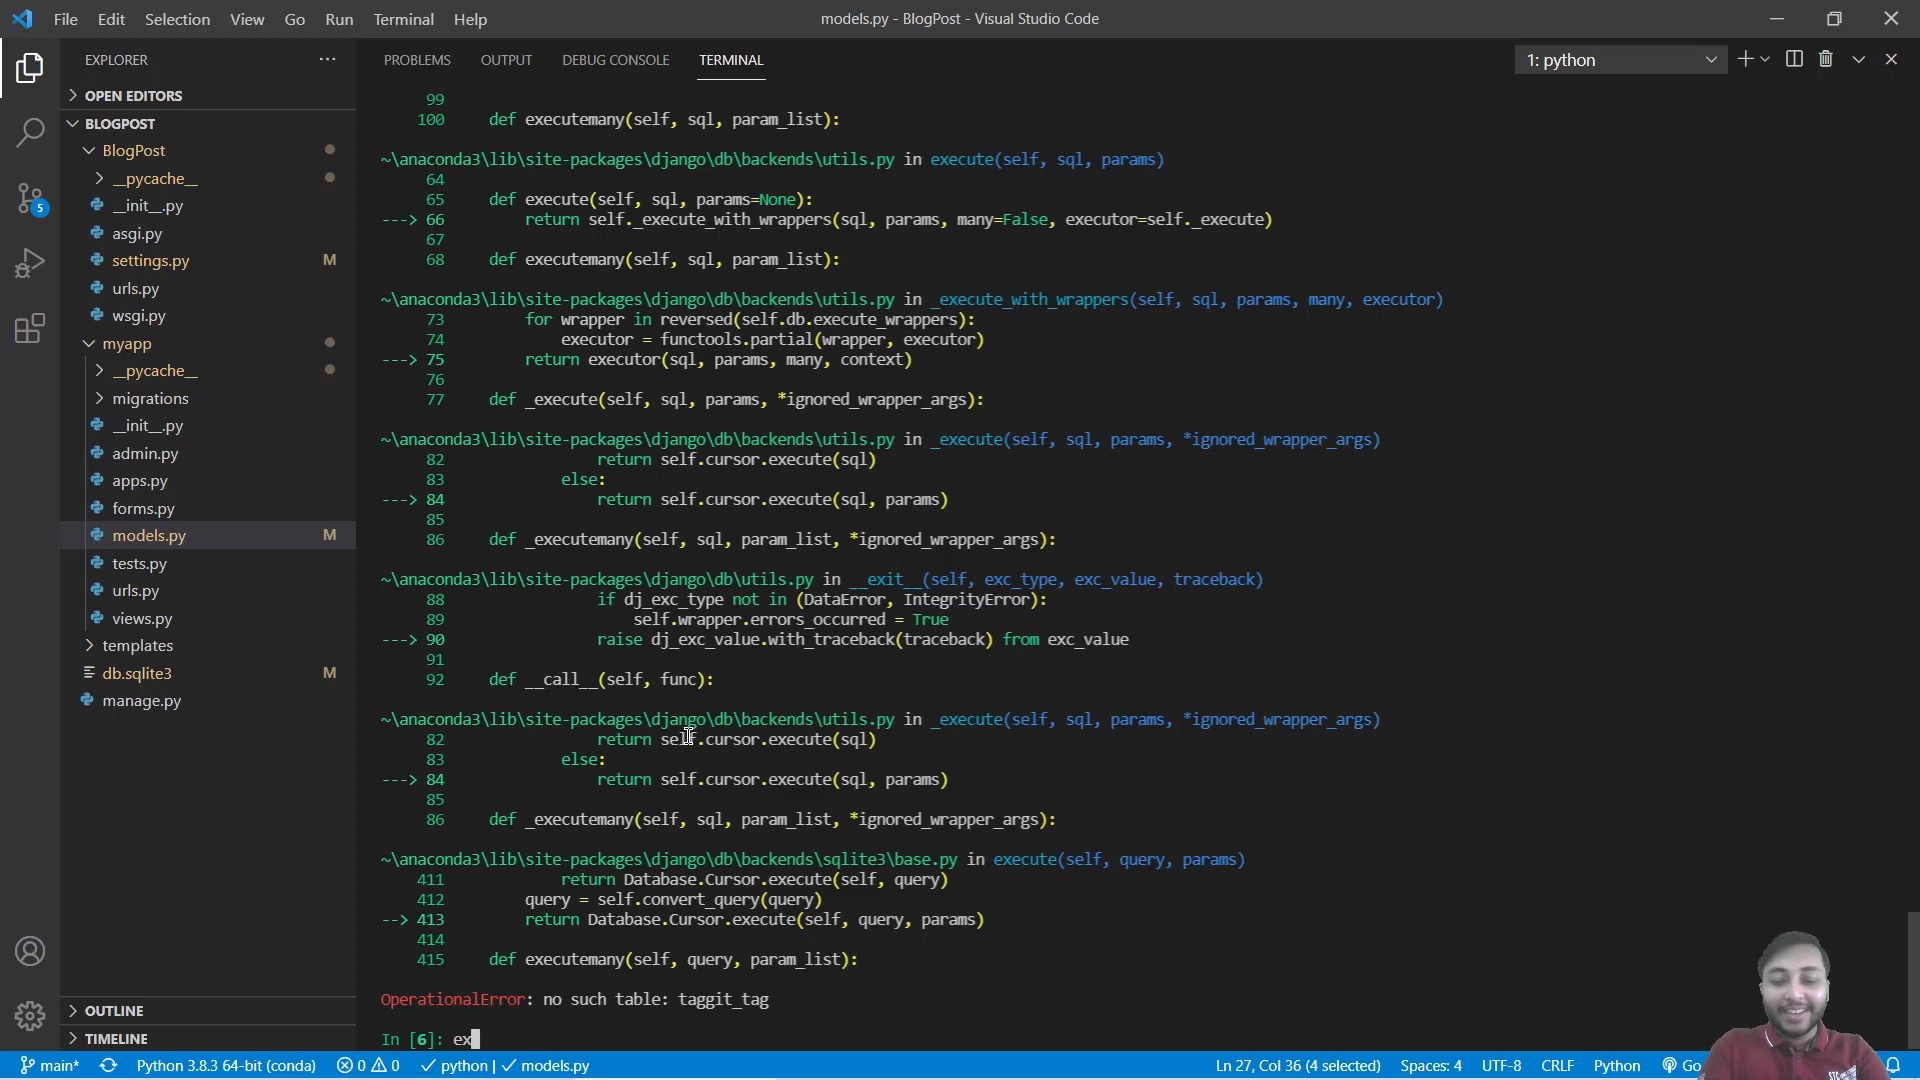 File Edit Selection View Go Run Terminal Help
models.py - BlogPost - Visual Studio Code
EXPLORER
PROBLEMS OUTPUT DEBUG CONSOLE TERMINAL
1: python
OPEN EDITORS
BLOGPOST
BlogPost
__pycache__
__init__.py
asgi.py
settings.py M
urls.py
wsgi.py
myapp
__pycache__
migrations
__init__.py
admin.py
apps.py
forms.py
models.py M
tests.py
urls.py
views.py
templates
db.sqlite3 M
manage.py
OUTLINE
TIMELINE
5
99
100 def executemany(self, sql, param_list):
~\anaconda3\lib\site-packages\django\db\backends\utils.py in execute(self, sql, params)
64
65 def execute(self, sql, params=None):
---> 66 return self._execute_with_wrappers(sql, params, many=False, executor=self._execute)
67
68 def executemany(self, sql, param_list):
~\anaconda3\lib\site-packages\django\db\backends\utils.py in _execute_with_wrappers(self, sql, params, many, executor)
73 for wrapper in reversed(self.db.execute_wrappers):
74 executor = functools.partial(wrapper, executor)
---> 75 return executor(sql, params, many, context)
76
77 def _execute(self, sql, params, *ignored_wrapper_args):
~\anaconda3\lib\site-packages\django\db\backends\utils.py in _execute(self, sql, params, *ignored_wrapper_args)
82 return self.cursor.execute(sql)
83 else:
---> 84 return self.cursor.execute(sql, params)
85
86 def _executemany(self, sql, param_list, *ignored_wrapper_args):
~\anaconda3\lib\site-packages\django\db\utils.py in __exit__(self, exc_type, exc_value, traceback)
88 if dj_exc_type not in (DataError, IntegrityError):
89 self.wrapper.errors_occurred = True
---> 90 raise dj_exc_value.with_traceback(traceback) from exc_value
91
92 def __call__(self, func):
~\anaconda3\lib\site-packages\django\db\backends\utils.py in _execute(self, sql, params, *ignored_wrapper_args)
82 return self.cursor.execute(sql)
83 else:
---> 84 return self.cursor.execute(sql, params)
85
86 def _executemany(self, sql, param_list, *ignored_wrapper_args):
~\anaconda3\lib\site-packages\django\db\backends\sqlite3\base.py in execute(self, query, params)
411 return Database.Cursor.execute(self, query)
412 query = self.convert_query(query)
--> 413 return Database.Cursor.execute(self, query, params)
414
415 def executemany(self, query, param_list):
OperationalError: no such table: taggit_tag
In [6]: ex
main* Python 3.8.3 64-bit (conda) 0 0 python | models.py Ln 27, Col 36 (4 selected) Spaces: 4 UTF-8 CRLF Python Go